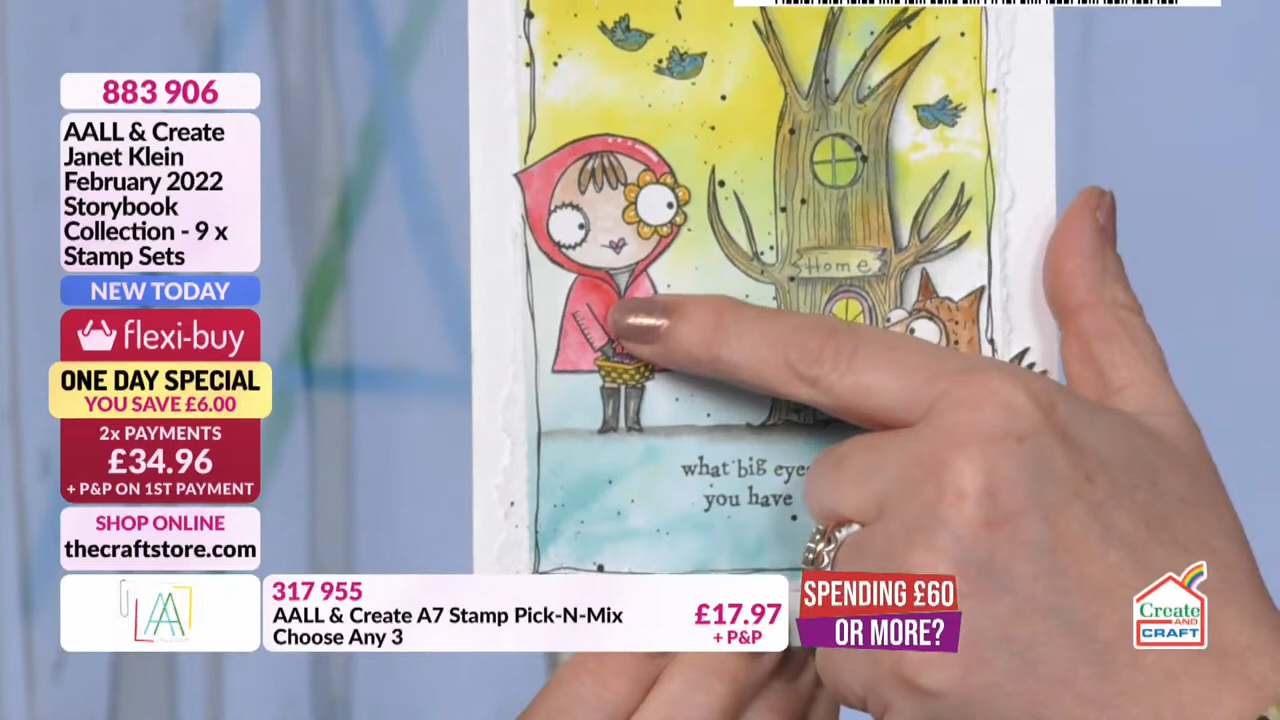 883 906
AALL & Create
Janet Klein
February 2022
Storybook
Collection - 9 x
Stamp Sets
NEW TODAY
flexi-buy
ONE DAY SPECIAL
YOU SAVE £6.00
2x PAYMENTS
£34.96
+ P&P ON 1ST PAYMENT
SHOP ONLINE
thecraftstore.com
Home
what big eyes
you have
AA
317 955
AALL & Create A7 Stamp Pick-N-Mix
Choose Any 3
£17.97
+ P&P
SPENDING £60
OR MORE?
Create
AND
CRAFT